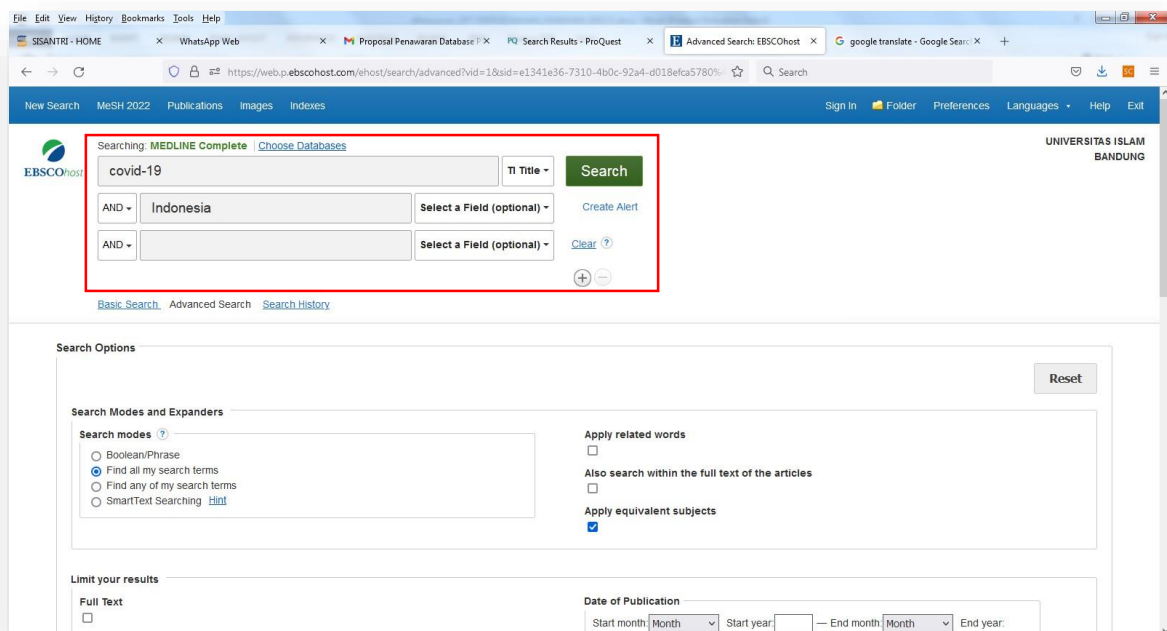 File Edit View History Bookmarks Tools Help
SISANTRI - HOME × WhatsApp Web × Proposal Penawaran Database P × PQ Search Results - ProQuest × Advanced Search: EBSCOhost × google translate - Google Searc × +
https://web.p.ebscohost.com/ehost/search/advanced?vid=1&sid=e1341e36-7310-4b0c-92a4-d018efca5780% Search
New Search MeSH 2022 Publications Images Indexes Sign In Folder Preferences Languages Help Exit
Searching: MEDLINE Complete | Choose Databases
UNIVERSITAS ISLAM
BANDUNG
EBSCOhost
covid-19 TI Title Search
AND Indonesia Select a Field (optional) Create Alert
AND Select a Field (optional) Clear ?
Basic Search Advanced Search Search History
Search Options
Reset
Search Modes and Expanders
Search modes ?
Boolean/Phrase
Find all my search terms
Find any of my search terms
SmartText Searching Hint
Apply related words
Also search within the full text of the articles
Apply equivalent subjects
Limit your results
Full Text
Date of Publication
Start month: Month Start year: — End month: Month End year: